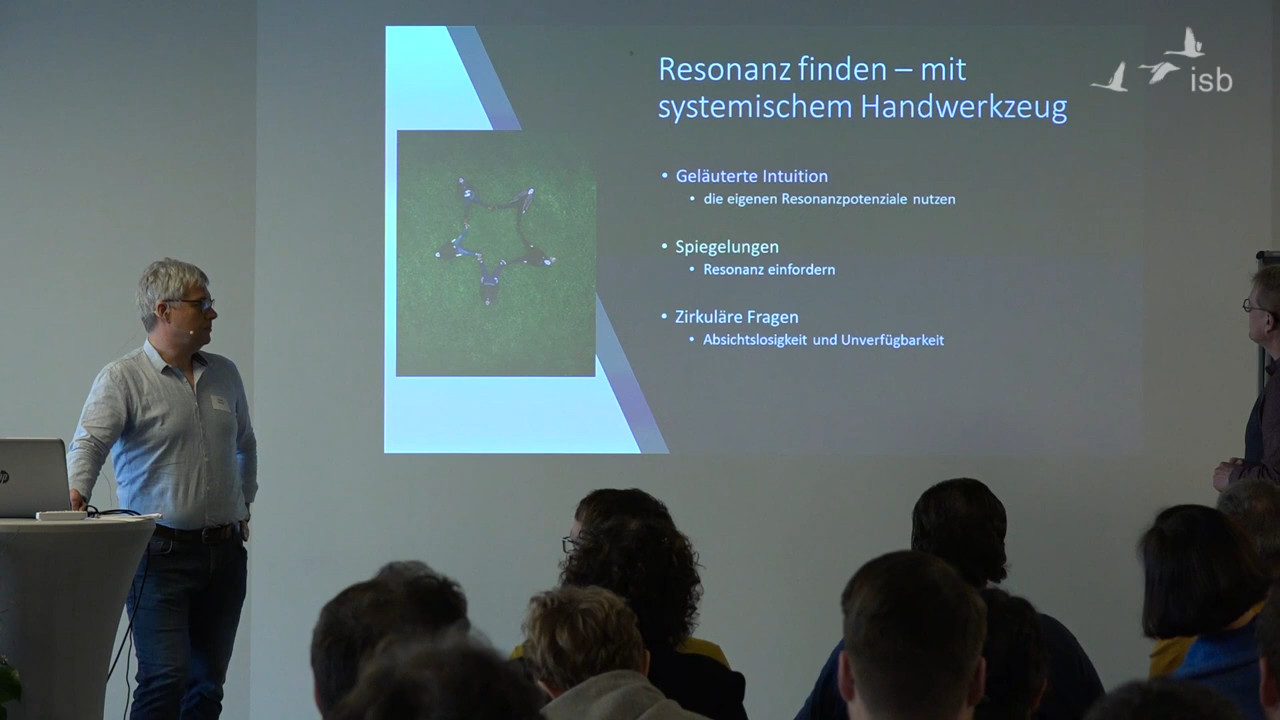 Resonanz finden – mit
systemischem Handwerkzeug
isb
• Geläuterte Intuition
• die eigenen Resonanzpotenziale nutzen
• Spiegelungen
• Resonanz einfordern
• Zirkuläre Fragen
• Absichtslosigkeit und Unverfügbarkeit